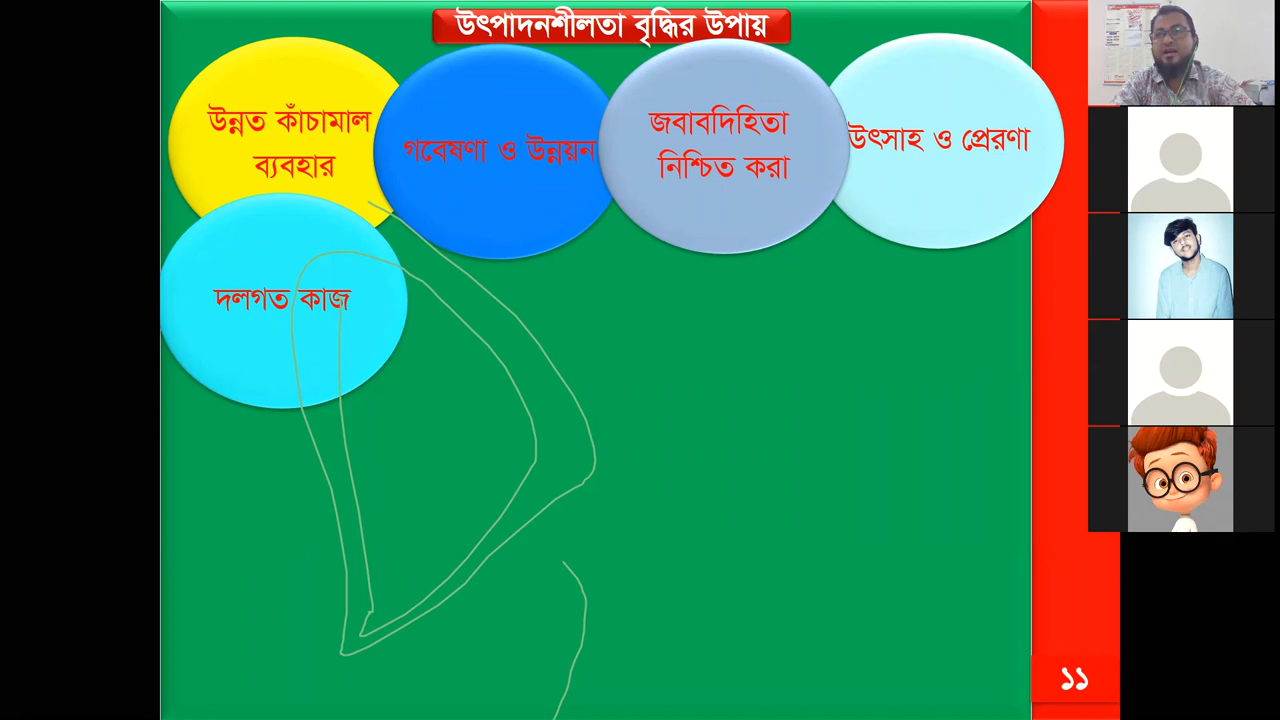 উৎপাদনশীলতা বৃদ্ধির উপায়
উন্নত কাঁচামাল
ব্যবহার
গবেষণা ও উন্নয়ন
জবাবদিহিতা
নিশ্চিত করা
উৎসাহ ও প্রেরণা
দলগত কাজ
১১